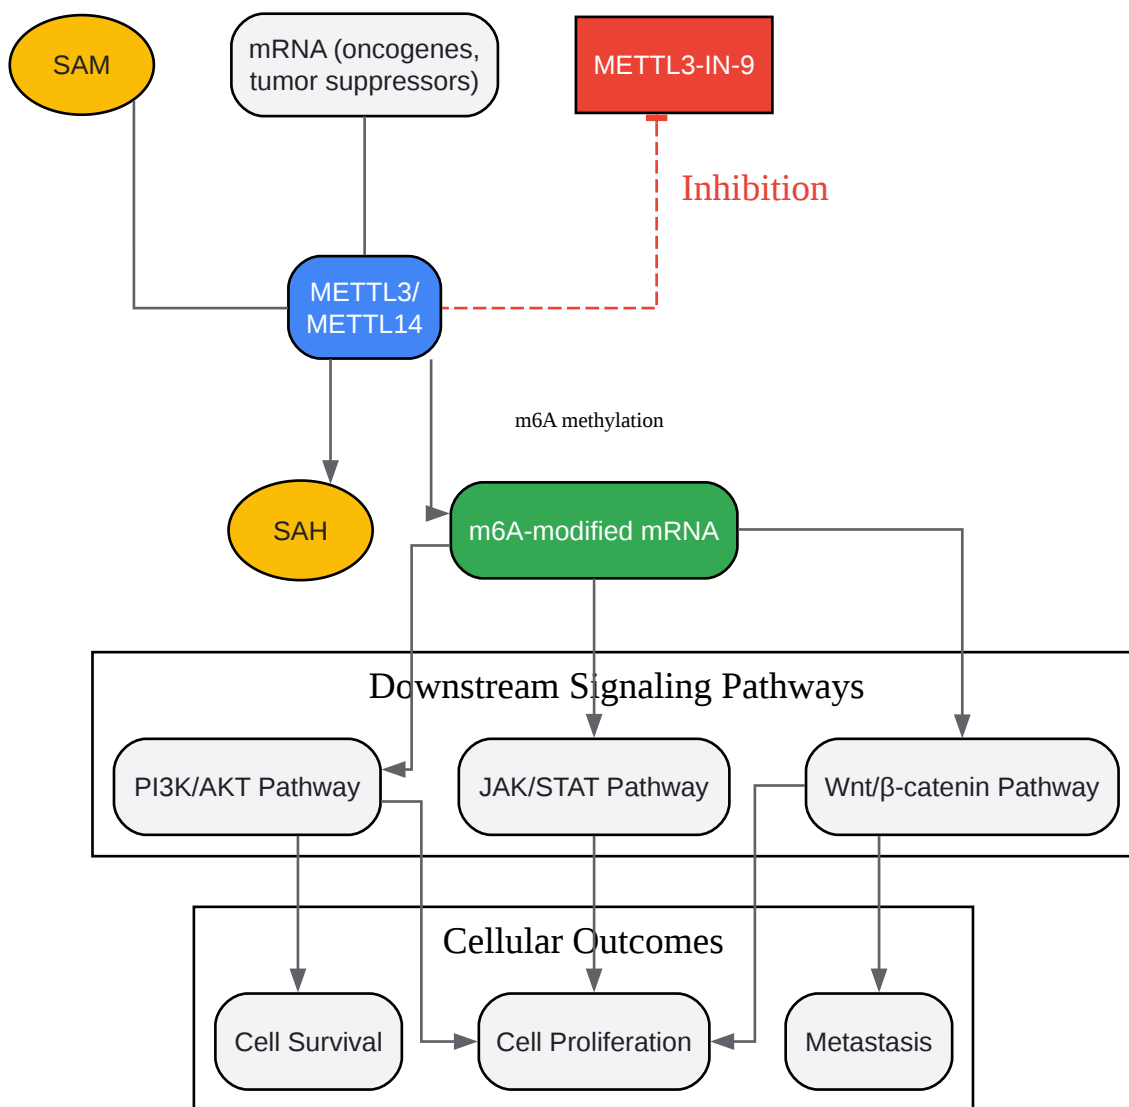 SAM
mRNA (oncogenes,
tumor suppressors)
METTL3-IN-9
Inhibition
METTL3/
METTL14
m6A methylation
SAH
m6A-modified mRNA
Downstream Signaling Pathways
PI3K/AKT Pathway
JAK/STAT Pathway
Wnt/β-catenin Pathway
Cellular Outcomes
Cell Survival
Cell Proliferation
Metastasis